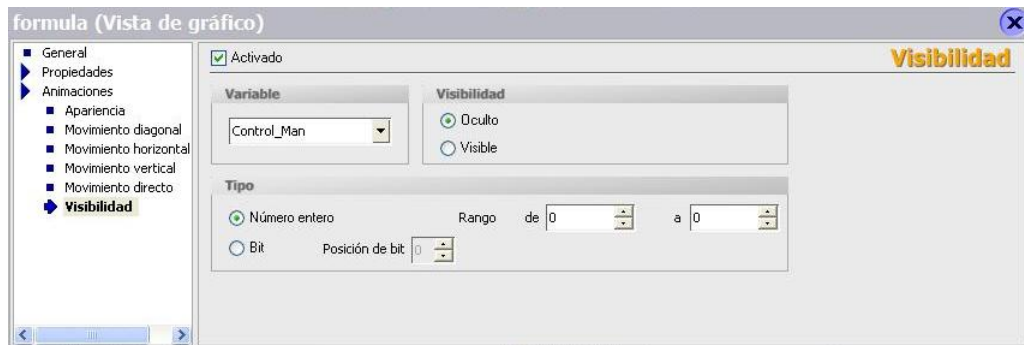 formula (Vista de gráfico)
General
Propiedades
Animaciones
Apariencia
Movimiento diagonal
Movimiento horizontal
Movimiento vertical
Movimiento directo
Visibilidad
Activado
Visibilidad
Variable
Control_Man
Visibilidad
Oculto
Visible
Tipo
Número entero Rango de 0 a 0
Bit Posición de bit 0